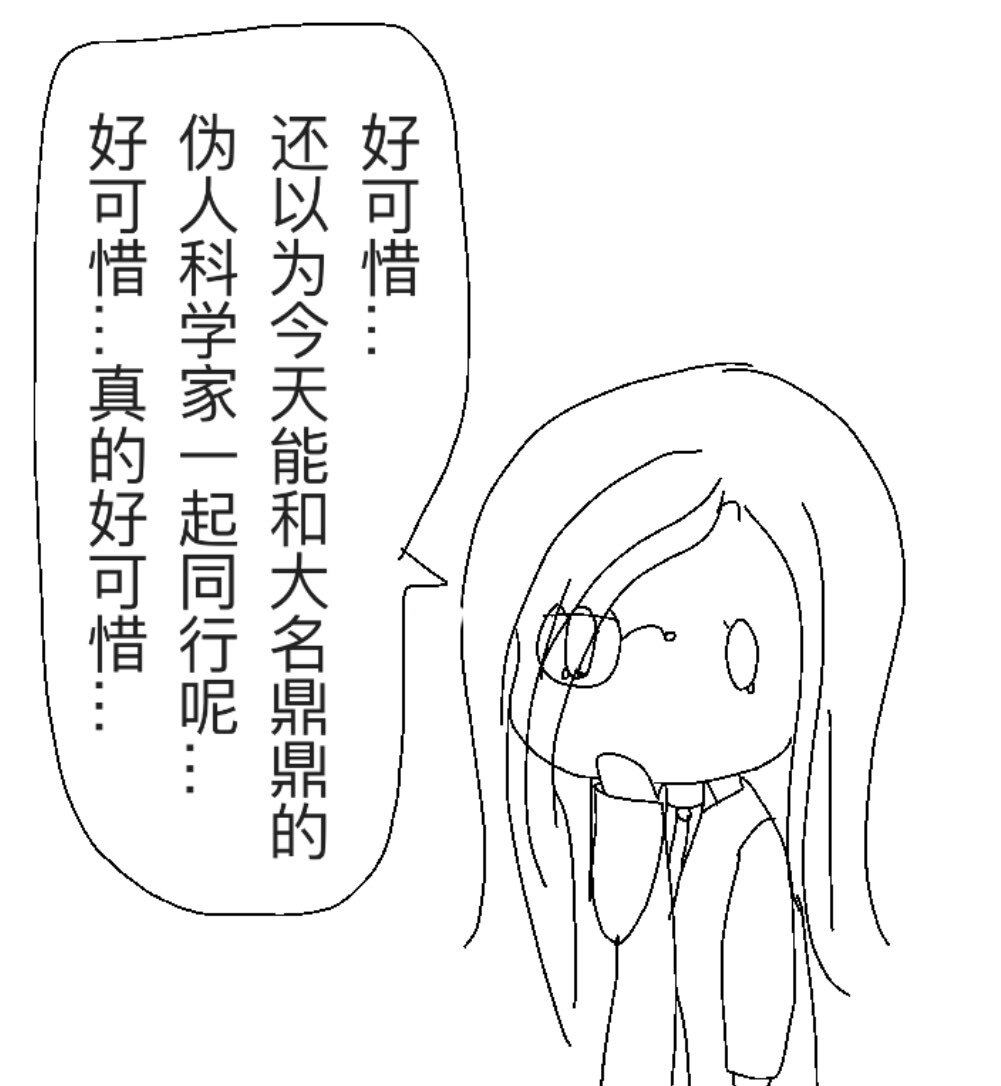 好可惜…
还以为今天能和大名鼎鼎的
伪人科学家一起同行呢…
好可惜…真的好可惜…